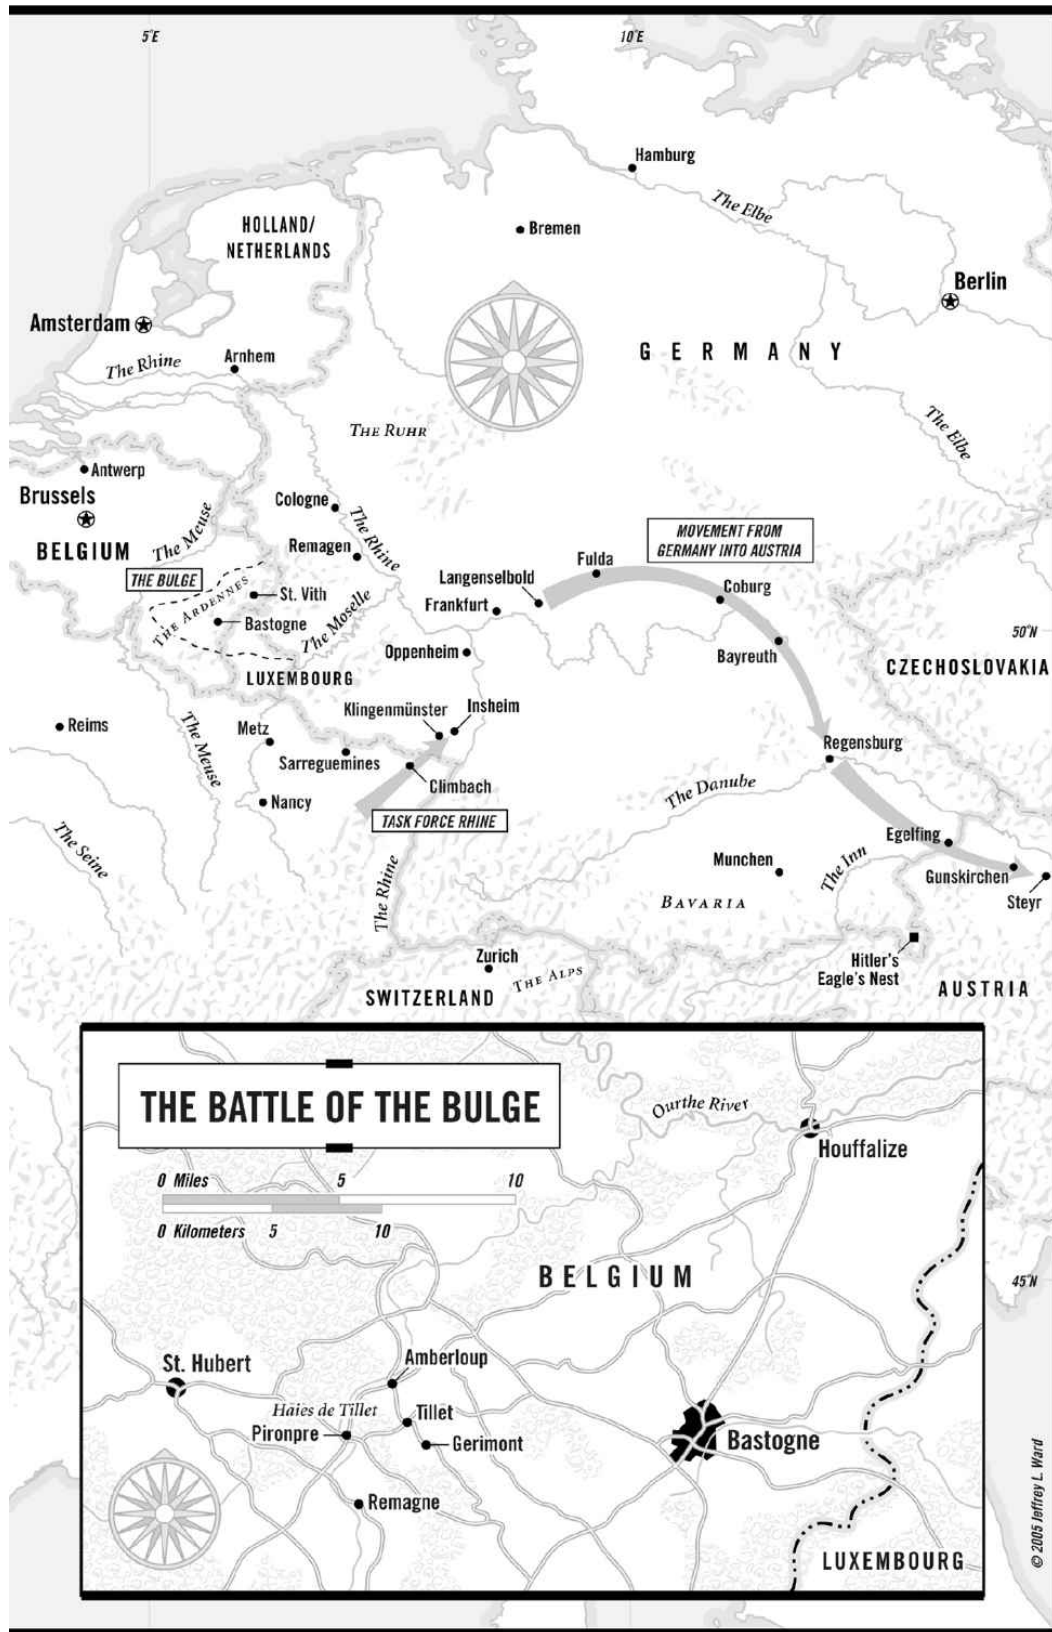 5°E
10°E
Hamburg
The Elbe
Bremen
HOLLAND/
NETHERLANDS
Berlin
Amsterdam
GERMANY
The Rhine
Arnhem
THE RUHR
The Elbe
Antwerp
Brussels
Cologne
The Meuse
The Rhine
MOVEMENT FROM
GERMANY INTO AUSTRIA
BELGIUM
Remagen
Fulda
THE BULGE
Langenselbold
Coburg
THE ARDENNES
St. Vith
Frankfurt
Bastogne
The Moselle
50°N
Oppenheim
Bayreuth
CZECHOSLOVAKIA
LUXEMBOURG
Klingenmünster
Insheim
Reims
The Meuse
Metz
Regensburg
Sarreguemines
Climbach
The Danube
Nancy
TASK FORCE RHINE
The Seine
Egelfing
Munchen
The Inn
Gunskirchen
The Rhine
BAVARIA
Steyr
Zurich
THE ALPS
Hitler's
Eagle's Nest
SWITZERLAND
AUSTRIA
THE BATTLE OF THE BULGE
Ourthe River
Houffalize
0 Miles 5 10
0 Kilometers 5 10
BELGIUM
45°N
St. Hubert
Amberloup
Haies de Tillet
Tillet
Pironpre
Gerimont
Bastogne
Remagne
LUXEMBOURG
© 2005 Jeffrey L. Ward